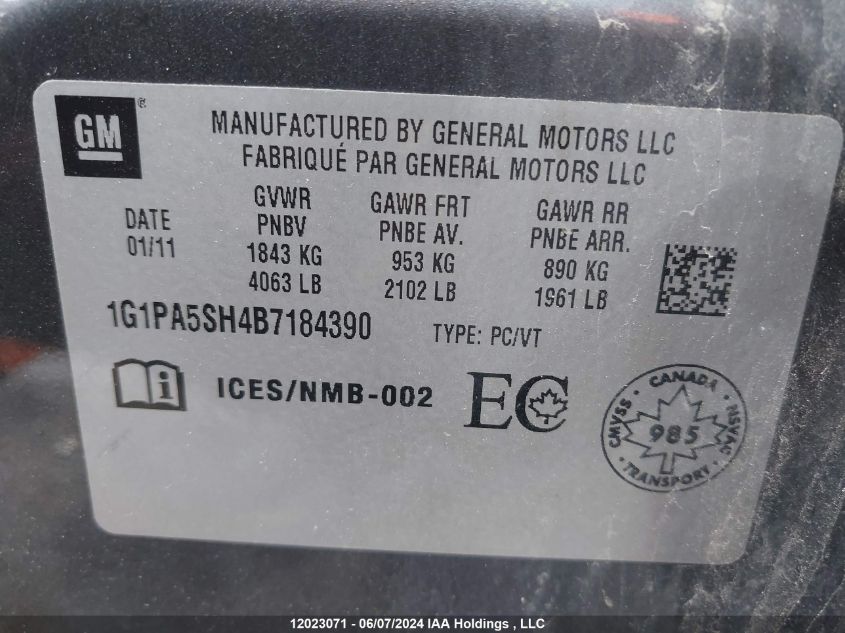 GM®
MANUFACTURED BY GENERAL MOTORS LLC
FABRIQUÉ PAR GENERAL MOTORS LLC
DATE
01/11
GVWR
PNBV
1843 KG
4063 LB
GAWR FRT
PNBE AV.
953 KG
2102 LB
GAWR RR
PNBE ARR.
890 KG
1961 LB
1G1PA5SH4B7184390 TYPE: PC/VT
i ICES/NMB-002 EC
CANADA
CMVSS 985 NSVAC
TRANSPORT
12023071 - 06/07/2024 IAA Holdings , LLC